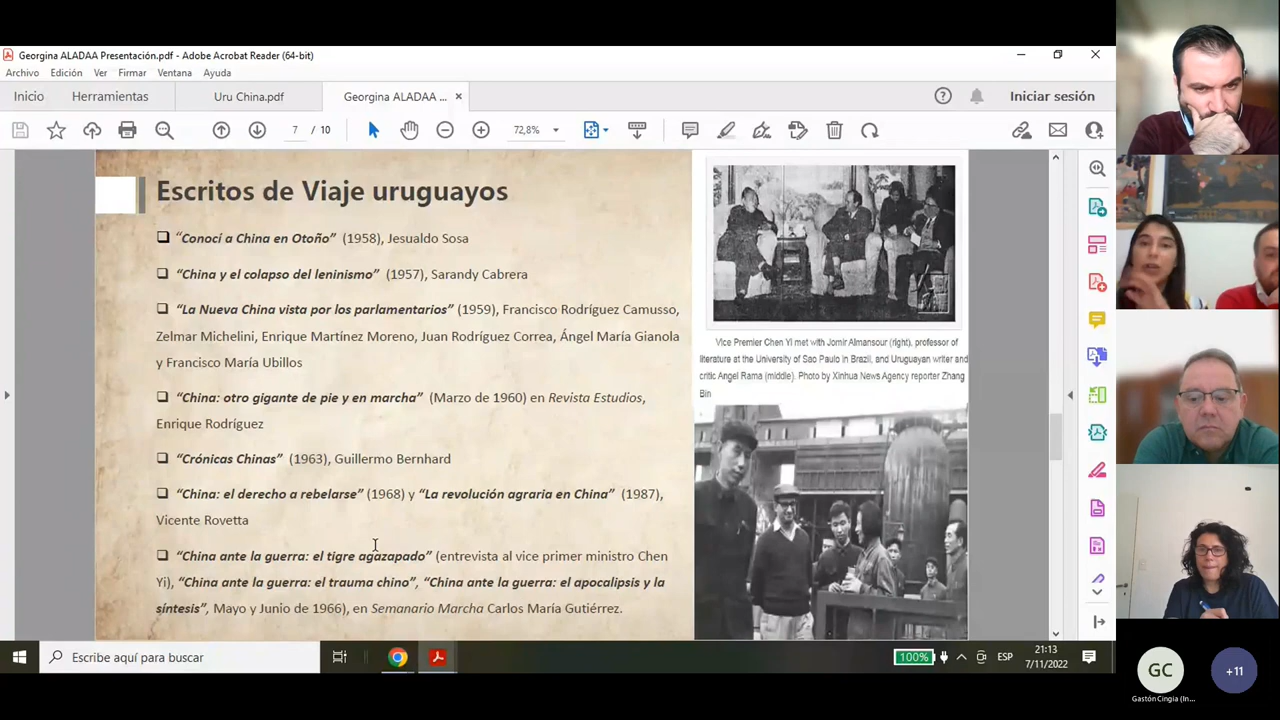 Georgina ALADAA Presentación.pdf - Adobe Acrobat Reader (64-bit)
Archivo Edición Ver Firmar Ventana Ayuda
Inicio Herramientas Uru China.pdf Georgina ALADAA ... Iniciar sesión
7 / 10 72,8%
Escritos de Viaje uruguayos
“Conocí a China en Otoño” (1958), Jesualdo Sosa
“China y el colapso del leninismo” (1957), Sarandy Cabrera
“La Nueva China vista por los parlamentarios” (1959), Francisco Rodríguez Camusso,
Zelmar Michelini, Enrique Martínez Moreno, Juan Rodríguez Correa, Ángel María Gianola
y Francisco María Ubillos
“China: otro gigante de pie y en marcha” (Marzo de 1960) en Revista Estudios,
Enrique Rodríguez
“Crónicas Chinas” (1963), Guillermo Bernhard
“China: el derecho a rebelarse” (1968) y “La revolución agraria en China” (1987),
Vicente Rovetta
“China ante la guerra: el tigre agazapado” (entrevista al vice primer ministro Chen
Yi), “China ante la guerra: el trauma chino”, “China ante la guerra: el apocalipsis y la
síntesis”, Mayo y Junio de 1966), en Semanario Marcha Carlos María Gutiérrez.
Vice Premier Chen Yi met with Jomir Almansour (right), professor of
literature at the University of Sao Paulo in Brazil, and Uruguayan writer and
critic Angel Rama (middle). Photo by Xinhua News Agency reporter Zhang
Bin
Escribe aquí para buscar
100%
ESP
21:13
7/11/2022
GC
Gastón Cingia (In...
+11